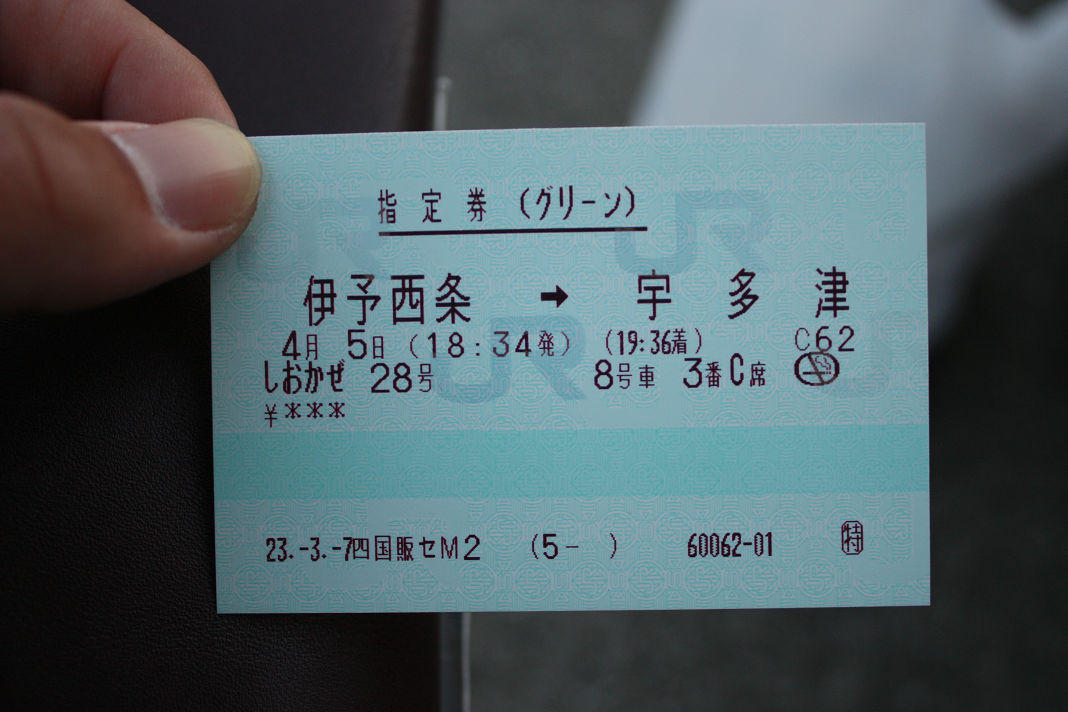 指定券(グリーン)
伊予西条 → 宇多津
4月 5日 (18:34発) (19:36着) C62
しおかぜ 28号 8号車 3番C席
¥***
23.-3.-7四国販セM2 (5- ) 60062-01 特